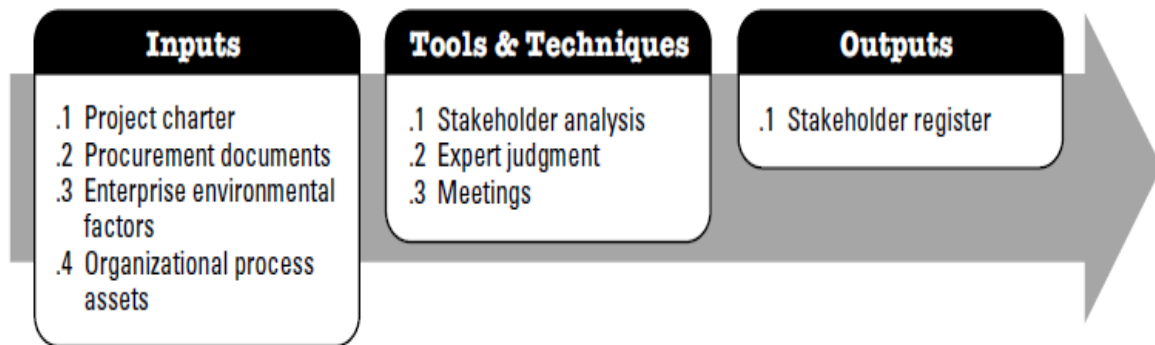 Inputs
.1 Project charter
.2 Procurement documents
.3 Enterprise environmental
factors
.4 Organizational process
assets
Tools & Techniques
.1 Stakeholder analysis
.2 Expert judgment
.3 Meetings
Outputs
.1 Stakeholder register